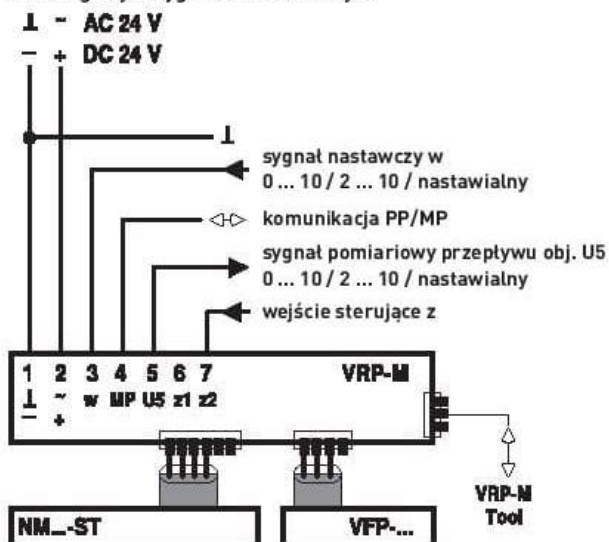 ⊥ ~ AC 24 V
− + DC 24 V
⊥
sygnał nastawczy w
0 ... 10 / 2 ... 10 / nastawialny
komunikacja PP/MP
sygnał pomiarowy przepływu obj. U5
0 ... 10 / 2 ... 10 / nastawialny
wejście sterujące z
1 2 3 4 5 6 7 VRP-M
⊥ ~ w MP U5 z1 z2
− +
VRP-M
Tool
NM...-ST
VFP-...